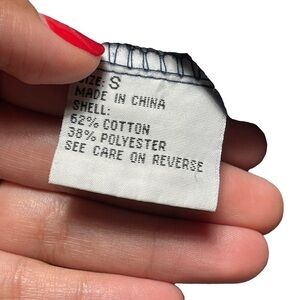 SIZE: S
MADE IN CHINA
SHELL:
62% COTTON
38% POLYESTER
SEE CARE ON REVERSE